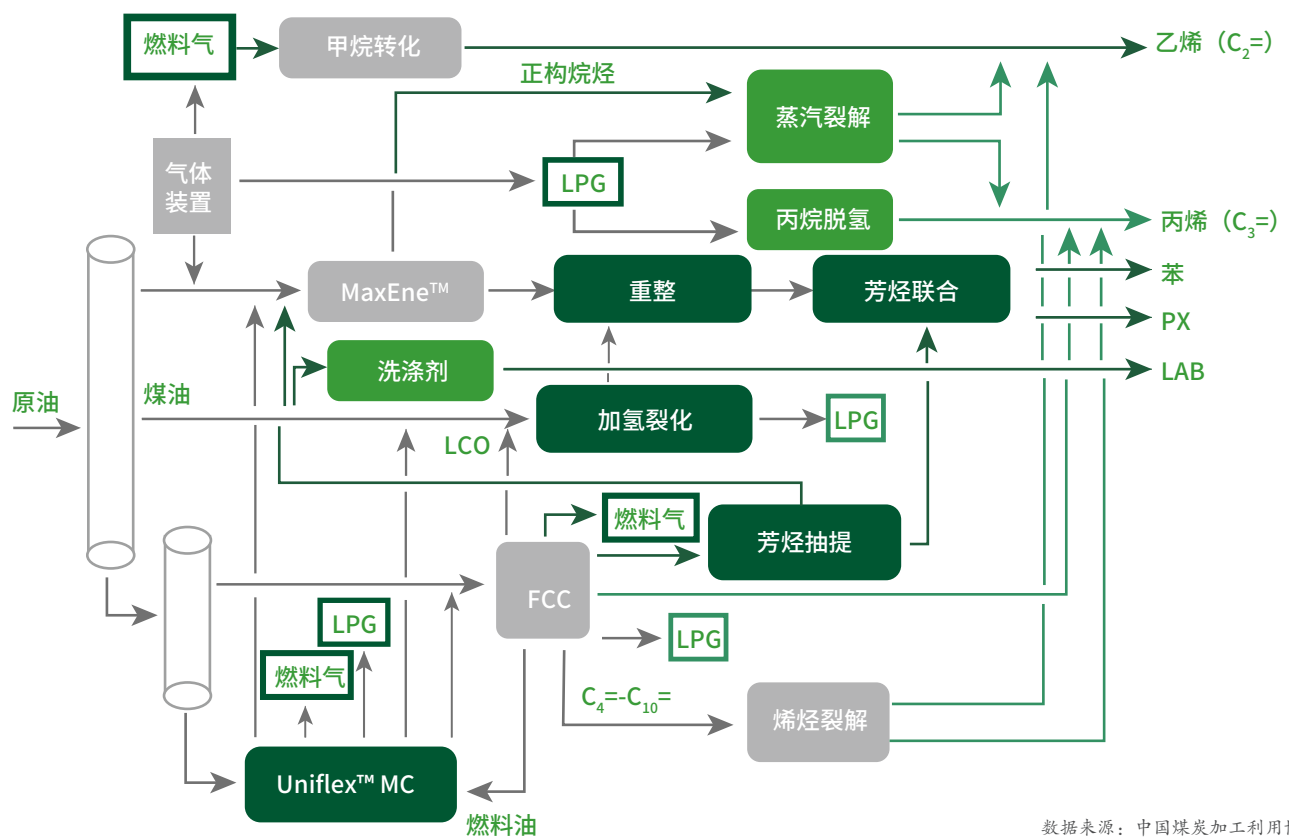 燃料气
甲烷转化
乙烯（C2=）
正构烷烃
蒸汽裂解
气体
装置
LPG
丙烷脱氢
丙烯（C3=）
MaxEne™
重整
芳烃联合
苯
PX
洗涤剂
LAB
原油
煤油
加氢裂化
LPG
LCO
燃料气
芳烃抽提
FCC
LPG
LPG
燃料气
C4=-C10=
烯烃裂解
Uniflex™ MC
燃料油
数据来源：中国煤炭加工利用